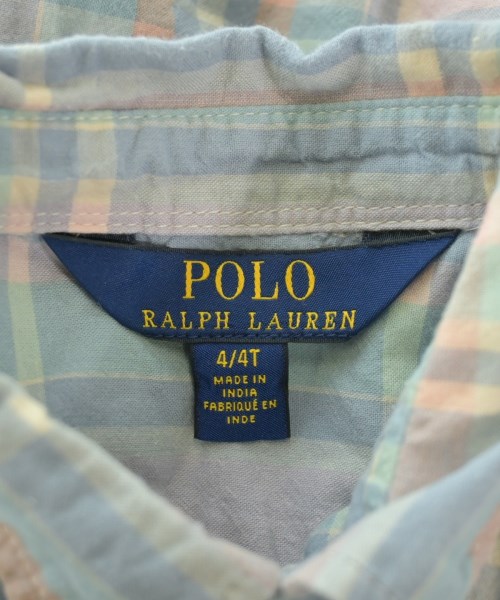 POLO
RALPH LAUREN
4/4T
MADE IN
INDIA
FABRIQUÉ EN
INDE